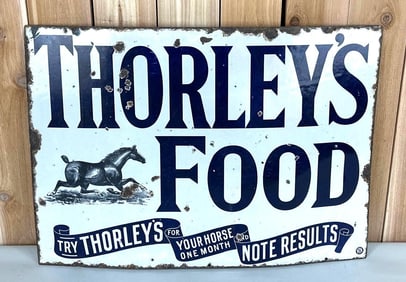 THORLEY'S
FOOD
TRY THORLEY'S FOR YOUR HORSE ONE MONTH AND NOTE RESULTS